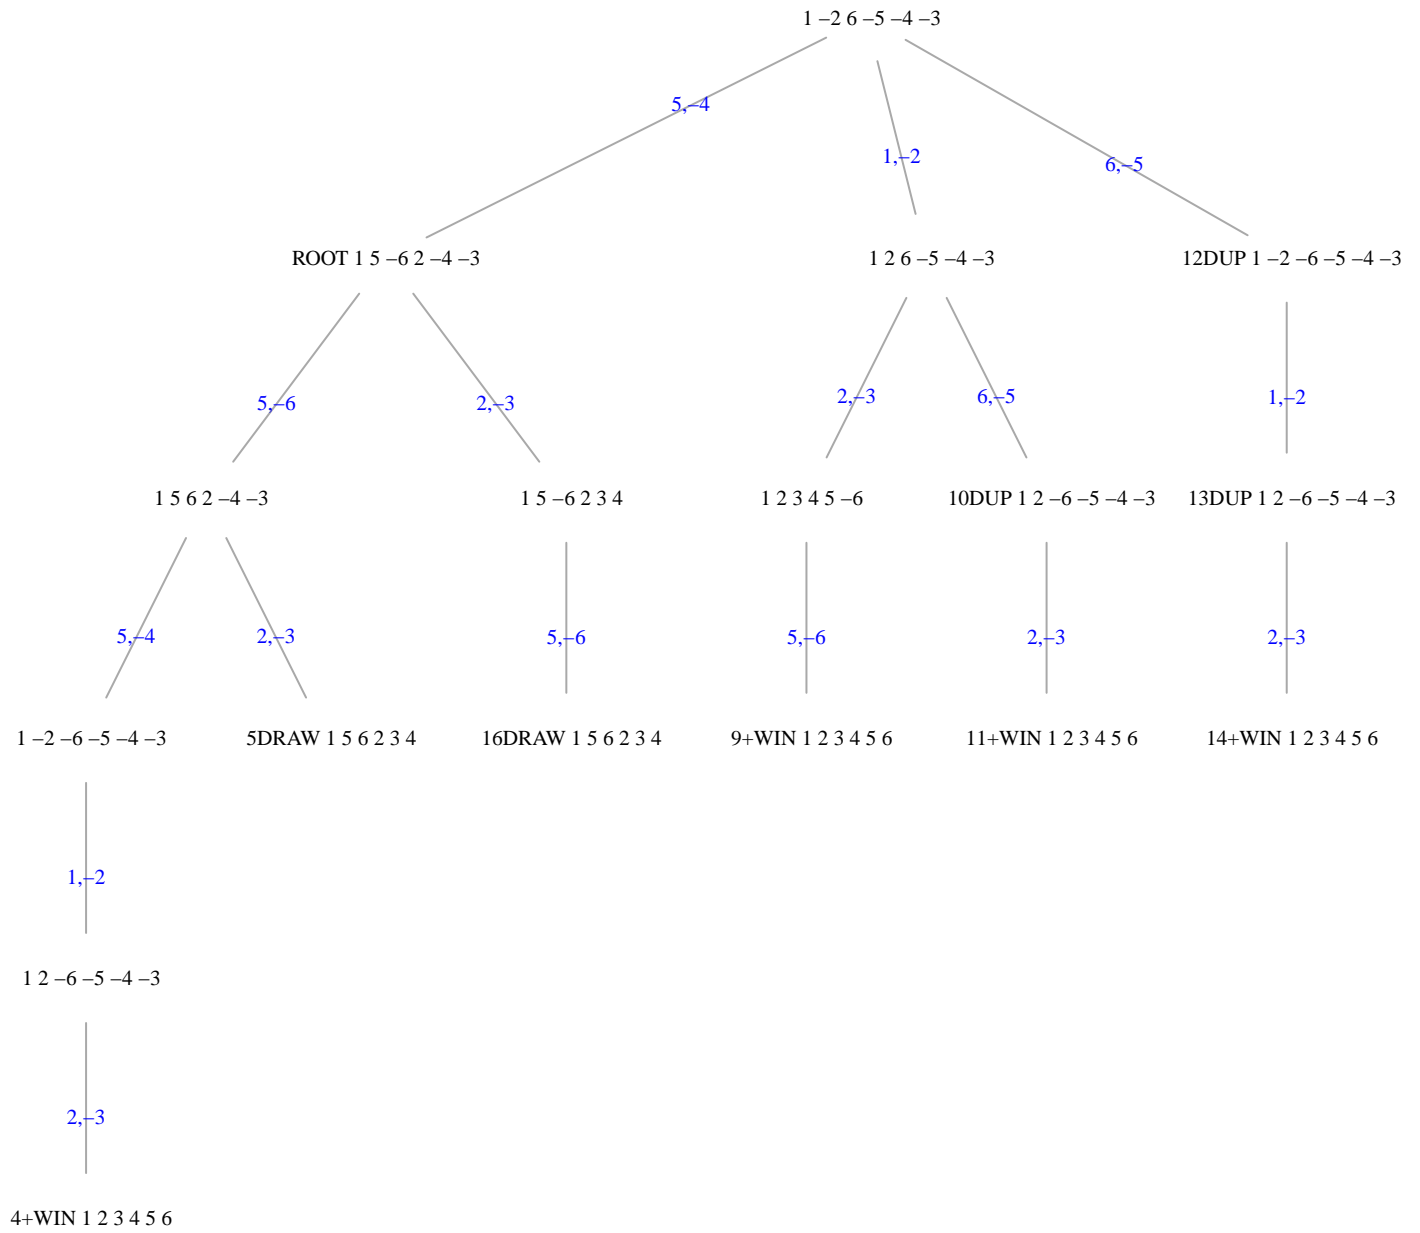 1 –2 6 –5 –4 –3
5,–4
1,–2
6,–5
ROOT 1 5 –6 2 –4 –3
1 2 6 –5 –4 –3
12DUP 1 –2 –6 –5 –4 –3
5,–6
2,–3
2,–3
6,–5
1,–2
1 5 6 2 –4 –3
1 5 –6 2 3 4
1 2 3 4 5 –6
10DUP 1 2 –6 –5 –4 –3
13DUP 1 2 –6 –5 –4 –3
5,–4
2,–3
5,–6
5,–6
2,–3
2,–3
1 –2 –6 –5 –4 –3
5DRAW 1 5 6 2 3 4
16DRAW 1 5 6 2 3 4
9+WIN 1 2 3 4 5 6
11+WIN 1 2 3 4 5 6
14+WIN 1 2 3 4 5 6
1,–2
1 2 –6 –5 –4 –3
2,–3
4+WIN 1 2 3 4 5 6